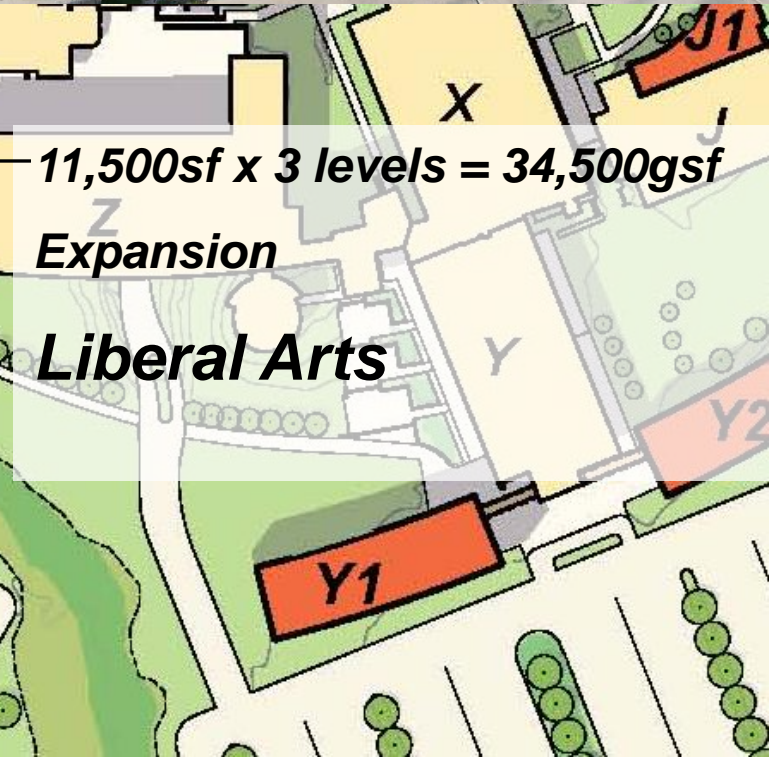 J1
X
J
11,500sf x 3 levels = 34,500gsf
Z
Expansion
Liberal Arts
Y
Y2
Y1